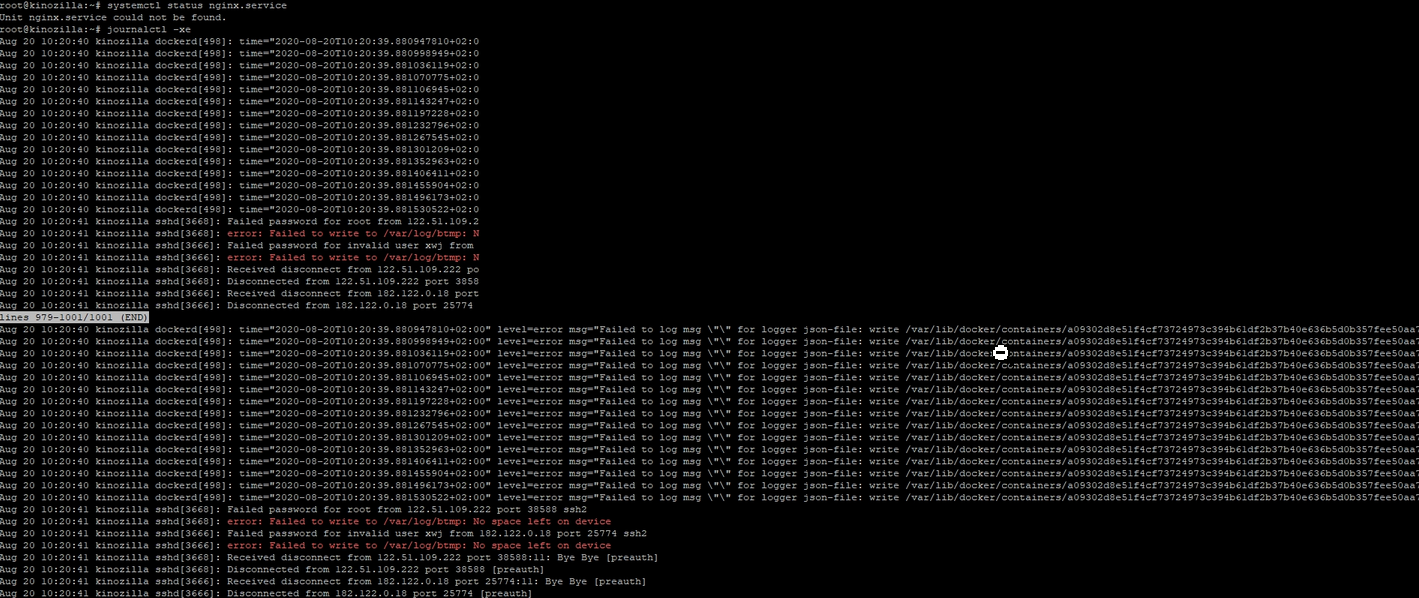 root@kinozilla:~# systemctl status nginx.service
Unit nginx.service could not be found.
root@kinozilla:~# journalctl -xe
Aug 20 10:20:40 kinozilla dockerd[498]: time="2020-08-20T10:20:39.880947810+02:0
Aug 20 10:20:40 kinozilla dockerd[498]: time="2020-08-20T10:20:39.880998949+02:0
Aug 20 10:20:40 kinozilla dockerd[498]: time="2020-08-20T10:20:39.881036119+02:0
Aug 20 10:20:40 kinozilla dockerd[498]: time="2020-08-20T10:20:39.881070775+02:0
Aug 20 10:20:40 kinozilla dockerd[498]: time="2020-08-20T10:20:39.881106945+02:0
Aug 20 10:20:40 kinozilla dockerd[498]: time="2020-08-20T10:20:39.881143247+02:0
Aug 20 10:20:40 kinozilla dockerd[498]: time="2020-08-20T10:20:39.881197228+02:0
Aug 20 10:20:40 kinozilla dockerd[498]: time="2020-08-20T10:20:39.881232796+02:0
Aug 20 10:20:40 kinozilla dockerd[498]: time="2020-08-20T10:20:39.881267545+02:0
Aug 20 10:20:40 kinozilla dockerd[498]: time="2020-08-20T10:20:39.881301209+02:0
Aug 20 10:20:40 kinozilla dockerd[498]: time="2020-08-20T10:20:39.881352963+02:0
Aug 20 10:20:40 kinozilla dockerd[498]: time="2020-08-20T10:20:39.881406411+02:0
Aug 20 10:20:40 kinozilla dockerd[498]: time="2020-08-20T10:20:39.881455904+02:0
Aug 20 10:20:40 kinozilla dockerd[498]: time="2020-08-20T10:20:39.881496173+02:0
Aug 20 10:20:40 kinozilla dockerd[498]: time="2020-08-20T10:20:39.881530522+02:0
Aug 20 10:20:41 kinozilla sshd[3668]: Failed password for root from 122.51.109.2
Aug 20 10:20:41 kinozilla sshd[3668]: error: Failed to write to /var/log/btmp: N
Aug 20 10:20:41 kinozilla sshd[3666]: Failed password for invalid user xwj from
Aug 20 10:20:41 kinozilla sshd[3666]: error: Failed to write to /var/log/btmp: N
Aug 20 10:20:41 kinozilla sshd[3668]: Received disconnect from 122.51.109.222 po
Aug 20 10:20:41 kinozilla sshd[3668]: Disconnected from 122.51.109.222 port 3858
Aug 20 10:20:41 kinozilla sshd[3666]: Received disconnect from 182.122.0.18 port
Aug 20 10:20:41 kinozilla sshd[3666]: Disconnected from 182.122.0.18 port 25774
lines 979-1001/1001 (END)
Aug 20 10:20:40 kinozilla dockerd[498]: time="2020-08-20T10:20:39.880947810+02:00" level=error msg="Failed to log msg \"\" for logger json-file: write /var/lib/docker/containers/a09302d8e51f4cf73724973c394b61df2b37b40e636b5d0b357fee50aa7
Aug 20 10:20:40 kinozilla dockerd[498]: time="2020-08-20T10:20:39.880998949+02:00" level=error msg="Failed to log msg \"\" for logger json-file: write /var/lib/docker/containers/a09302d8e51f4cf73724973c394b61df2b37b40e636b5d0b357fee50aa7
Aug 20 10:20:40 kinozilla dockerd[498]: time="2020-08-20T10:20:39.881036119+02:00" level=error msg="Failed to log msg \"\" for logger json-file: write /var/lib/docker/containers/a09302d8e51f4cf73724973c394b61df2b37b40e636b5d0b357fee50aa7
Aug 20 10:20:40 kinozilla dockerd[498]: time="2020-08-20T10:20:39.881070775+02:00" level=error msg="Failed to log msg \"\" for logger json-file: write /var/lib/docker/containers/a09302d8e51f4cf73724973c394b61df2b37b40e636b5d0b357fee50aa7
Aug 20 10:20:40 kinozilla dockerd[498]: time="2020-08-20T10:20:39.881106945+02:00" level=error msg="Failed to log msg \"\" for logger json-file: write /var/lib/docker/containers/a09302d8e51f4cf73724973c394b61df2b37b40e636b5d0b357fee50aa7
Aug 20 10:20:40 kinozilla dockerd[498]: time="2020-08-20T10:20:39.881143247+02:00" level=error msg="Failed to log msg \"\" for logger json-file: write /var/lib/docker/containers/a09302d8e51f4cf73724973c394b61df2b37b40e636b5d0b357fee50aa7
Aug 20 10:20:40 kinozilla dockerd[498]: time="2020-08-20T10:20:39.881197228+02:00" level=error msg="Failed to log msg \"\" for logger json-file: write /var/lib/docker/containers/a09302d8e51f4cf73724973c394b61df2b37b40e636b5d0b357fee50aa7
Aug 20 10:20:40 kinozilla dockerd[498]: time="2020-08-20T10:20:39.881232796+02:00" level=error msg="Failed to log msg \"\" for logger json-file: write /var/lib/docker/containers/a09302d8e51f4cf73724973c394b61df2b37b40e636b5d0b357fee50aa7
Aug 20 10:20:40 kinozilla dockerd[498]: time="2020-08-20T10:20:39.881267545+02:00" level=error msg="Failed to log msg \"\" for logger json-file: write /var/lib/docker/containers/a09302d8e51f4cf73724973c394b61df2b37b40e636b5d0b357fee50aa7
Aug 20 10:20:40 kinozilla dockerd[498]: time="2020-08-20T10:20:39.881301209+02:00" level=error msg="Failed to log msg \"\" for logger json-file: write /var/lib/docker/containers/a09302d8e51f4cf73724973c394b61df2b37b40e636b5d0b357fee50aa7
Aug 20 10:20:40 kinozilla dockerd[498]: time="2020-08-20T10:20:39.881352963+02:00" level=error msg="Failed to log msg \"\" for logger json-file: write /var/lib/docker/containers/a09302d8e51f4cf73724973c394b61df2b37b40e636b5d0b357fee50aa7
Aug 20 10:20:40 kinozilla dockerd[498]: time="2020-08-20T10:20:39.881406411+02:00" level=error msg="Failed to log msg \"\" for logger json-file: write /var/lib/docker/containers/a09302d8e51f4cf73724973c394b61df2b37b40e636b5d0b357fee50aa7
Aug 20 10:20:40 kinozilla dockerd[498]: time="2020-08-20T10:20:39.881455904+02:00" level=error msg="Failed to log msg \"\" for logger json-file: write /var/lib/docker/containers/a09302d8e51f4cf73724973c394b61df2b37b40e636b5d0b357fee50aa7
Aug 20 10:20:40 kinozilla dockerd[498]: time="2020-08-20T10:20:39.881496173+02:00" level=error msg="Failed to log msg \"\" for logger json-file: write /var/lib/docker/containers/a09302d8e51f4cf73724973c394b61df2b37b40e636b5d0b357fee50aa7
Aug 20 10:20:40 kinozilla dockerd[498]: time="2020-08-20T10:20:39.881530522+02:00" level=error msg="Failed to log msg \"\" for logger json-file: write /var/lib/docker/containers/a09302d8e51f4cf73724973c394b61df2b37b40e636b5d0b357fee50aa7
Aug 20 10:20:41 kinozilla sshd[3668]: Failed password for root from 122.51.109.222 port 38588 ssh2
Aug 20 10:20:41 kinozilla sshd[3668]: error: Failed to write to /var/log/btmp: No space left on device
Aug 20 10:20:41 kinozilla sshd[3666]: Failed password for invalid user xwj from 182.122.0.18 port 25774 ssh2
Aug 20 10:20:41 kinozilla sshd[3666]: error: Failed to write to /var/log/btmp: No space left on device
Aug 20 10:20:41 kinozilla sshd[3668]: Received disconnect from 122.51.109.222 port 38588:11: Bye Bye [preauth]
Aug 20 10:20:41 kinozilla sshd[3668]: Disconnected from 122.51.109.222 port 38588 [preauth]
Aug 20 10:20:41 kinozilla sshd[3666]: Received disconnect from 182.122.0.18 port 25774:11: Bye Bye [preauth]
Aug 20 10:20:41 kinozilla sshd[3666]: Disconnected from 182.122.0.18 port 25774 [preauth]